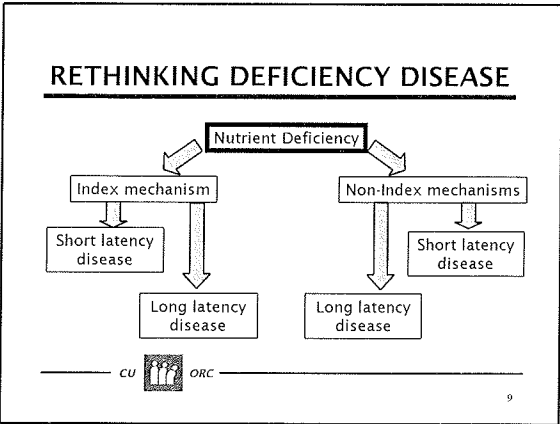 RETHINKING DEFICIENCY DISEASE
Nutrient Deficiency
Index mechanism
Non-Index mechanisms
Short latency
disease
Short latency
disease
Long latency
disease
Long latency
disease
CU ORC
9